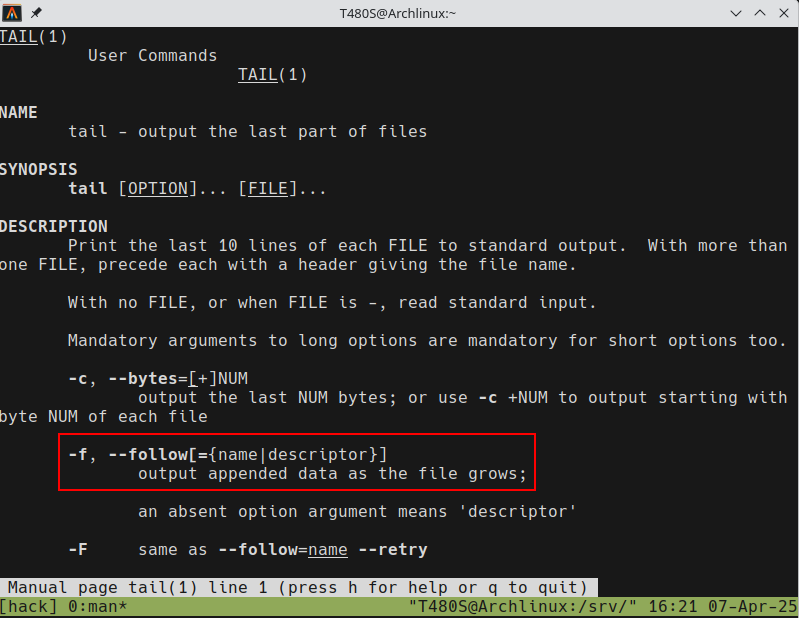 T480S@Archlinux:~
TAIL(1)
User Commands
TAIL(1)
NAME
tail - output the last part of files
SYNOPSIS
tail [OPTION]... [FILE]...
DESCRIPTION
Print the last 10 lines of each FILE to standard output.  With more than
one FILE, precede each with a header giving the file name.
With no FILE, or when FILE is -, read standard input.
Mandatory arguments to long options are mandatory for short options too.
-c, --bytes=[+]NUM
output the last NUM bytes; or use -c +NUM to output starting with
byte NUM of each file
-f, --follow[={name|descriptor}]
output appended data as the file grows;
an absent option argument means 'descriptor'
-F     same as --follow=name --retry
Manual page tail(1) line 1 (press h for help or q to quit)
[hack] 0:man* "T480S@Archlinux:/srv/" 16:21 07-Apr-25